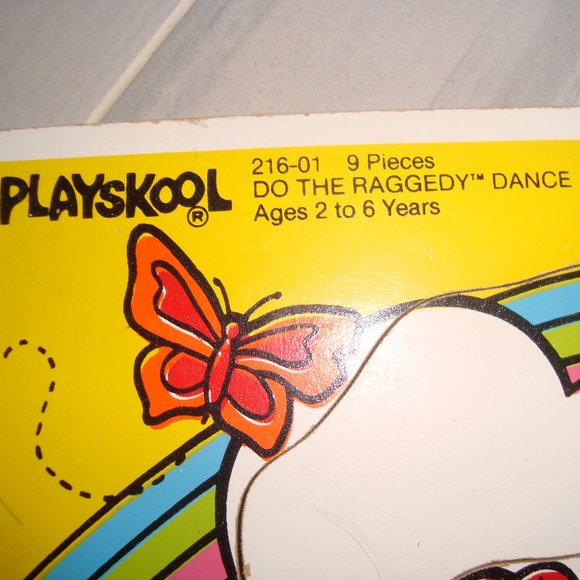 PLAYSKOOL®
216-01 9 Pieces
DO THE RAGGEDY™ DANCE
Ages 2 to 6 Years